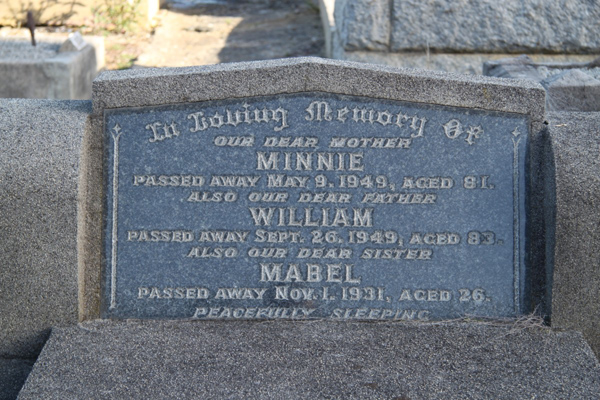 In Loving Memory Of
OUR DEAR MOTHER
MINNIE
PASSED AWAY MAY 9. 1949, AGED 81.
ALSO OUR DEAR FATHER
WILLIAM
PASSED AWAY SEPT. 26, 1949, AGED 83.
ALSO OUR DEAR SISTER
MABEL
PASSED AWAY NOV. 1. 1931, AGED 26.
PEACEFULLY SLEEPING